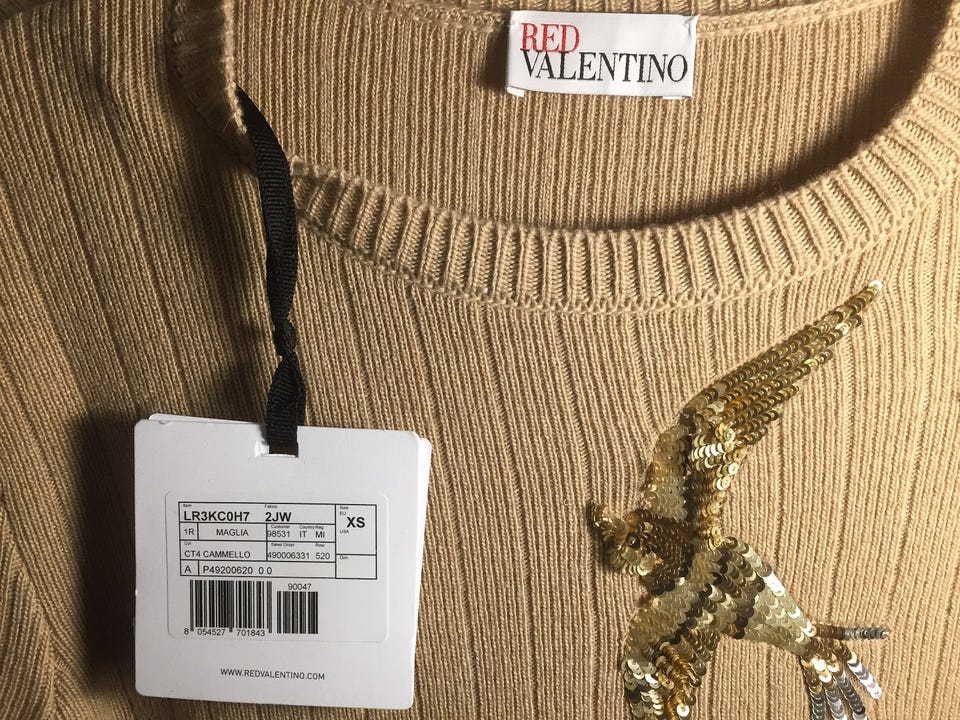 RED
VALENTINO
Item Fabric Size
LR3KC0H7 2JW EU XS
Customer Country Reg USA
1R MAGLIA 98531 IT MI
Col Sales Order Row
CT4 CAMMELLO 490006331 520 Dim
A P49200620 0 0
90047
8 054527 701843
WWW.REDVALENTINO.COM